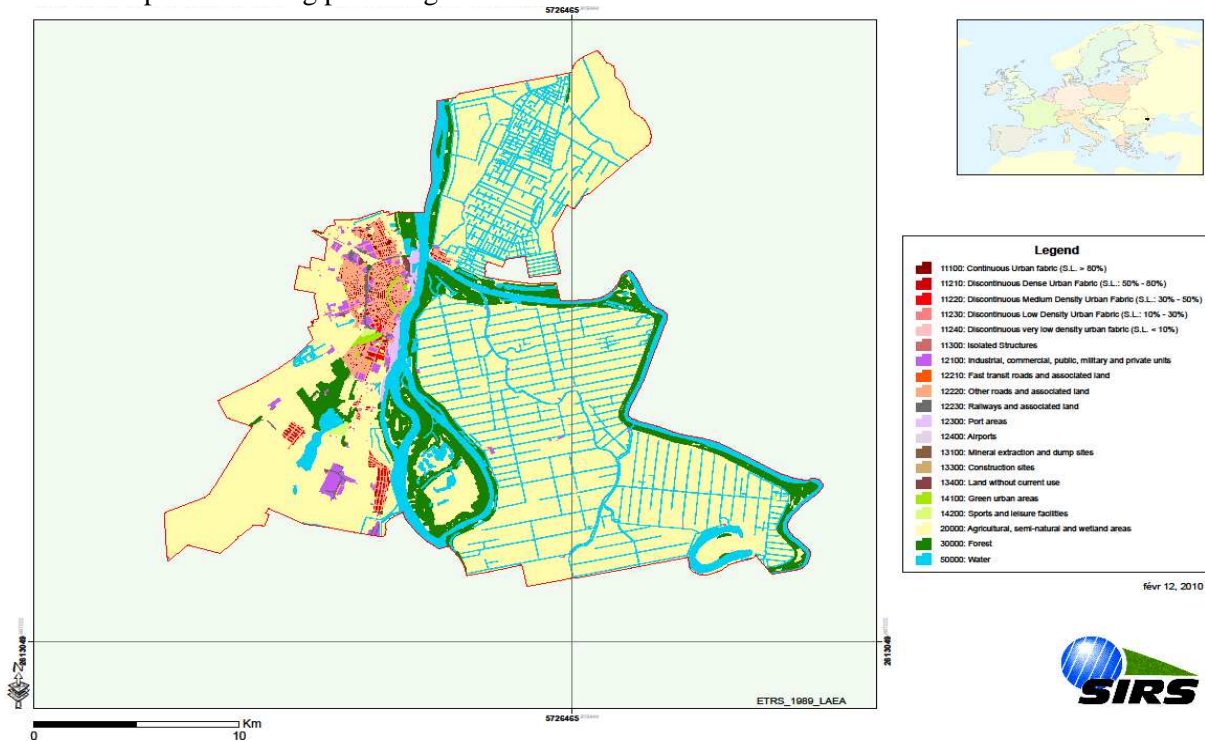 5726465
Legend
11100: Continuous Urban fabric (S.L. > 80%)
11210: Discontinuous Dense Urban Fabric (S.L.: 50% - 80%)
11220: Discontinuous Medium Density Urban Fabric (S.L.: 30% - 50%)
11230: Discontinuous Low Density Urban Fabric (S.L.: 10% - 30%)
11240: Discontinuous very low density urban fabric (S.L. < 10%)
11300: Isolated Structures
12100: Industrial, commercial, public, military and private units
12210: Fast transit roads and associated land
12220: Other roads and associated land
12230: Railways and associated land
12300: Port areas
12400: Airports
13100: Mineral extraction and dump sites
13300: Construction sites
13400: Land without current use
14100: Green urban areas
14200: Sports and leisure facilities
20000: Agricultural, semi-natural and wetland areas
30000: Forest
50000: Water
févr 12, 2010
2613049
2613049
N
SIRS
ETRS_1989_LAEA
5726465
Km
0 10